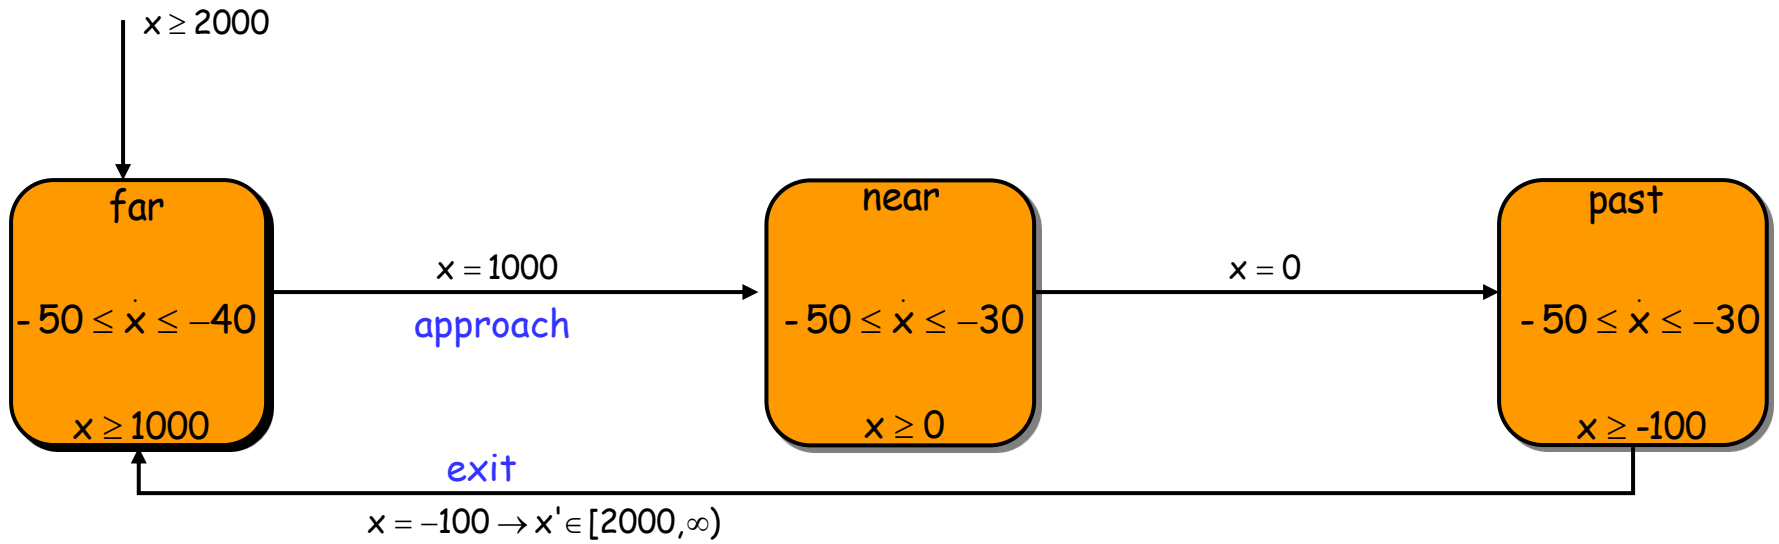 x ≥ 2000
far
near
past
x = 1000
x = 0
- 50 ≤ ẋ ≤ −40
approach
- 50 ≤ ẋ ≤ −30
- 50 ≤ ẋ ≤ −30
x ≥ 1000
x ≥ 0
x ≥ -100
exit
x = −100 → x' ∈ [2000,∞)